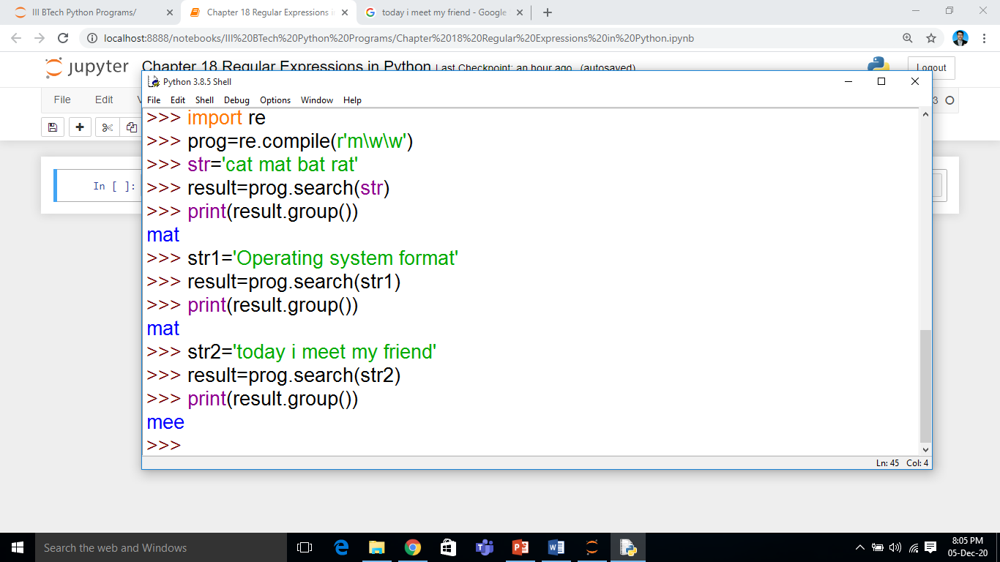 III BTech Python Programs/
Chapter 18 Regular Expressions i
today i meet my friend - Google
localhost:8888/notebooks/III%20BTech%20Python%20Programs/Chapter%2018%20Regular%20Expressions%20in%20Python.ipynb
jupyter Chapter 18 Regular Expressions in Python Last Checkpoint: an hour ago (autosaved)
Logout
Python 3.8.5 Shell
File Edit
File Edit Shell Debug Options Window Help
3
>>> import re
>>> prog=re.compile(r'm\w\w')
>>> str='cat mat bat rat'
In [ ]:
>>> result=prog.search(str)
>>> print(result.group())
mat
>>> str1='Operating system format'
>>> result=prog.search(str1)
>>> print(result.group())
mat
>>> str2='today i meet my friend'
>>> result=prog.search(str2)
>>> print(result.group())
mee
>>>
Ln: 45 Col: 4
Search the web and Windows
8:05 PM
05-Dec-20